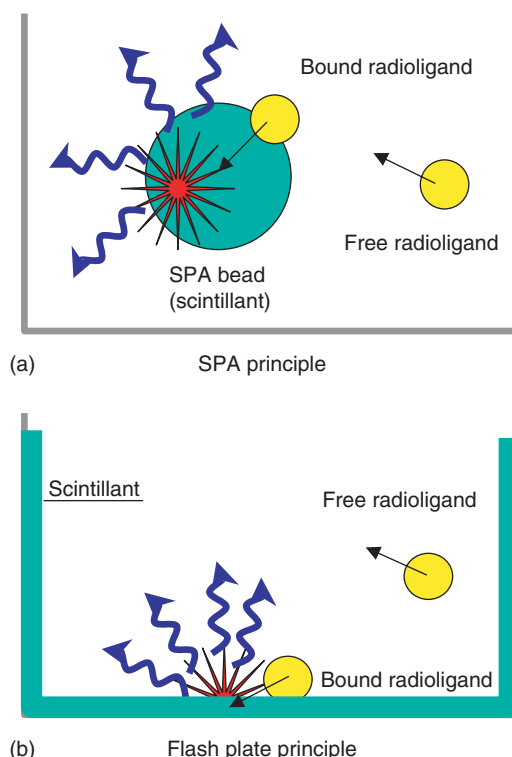 Bound radioligand
Free radioligand
SPA bead
(scintillant)
(a) SPA principle
Scintillant
Free radioligand
Bound radioligand
(b) Flash plate principle